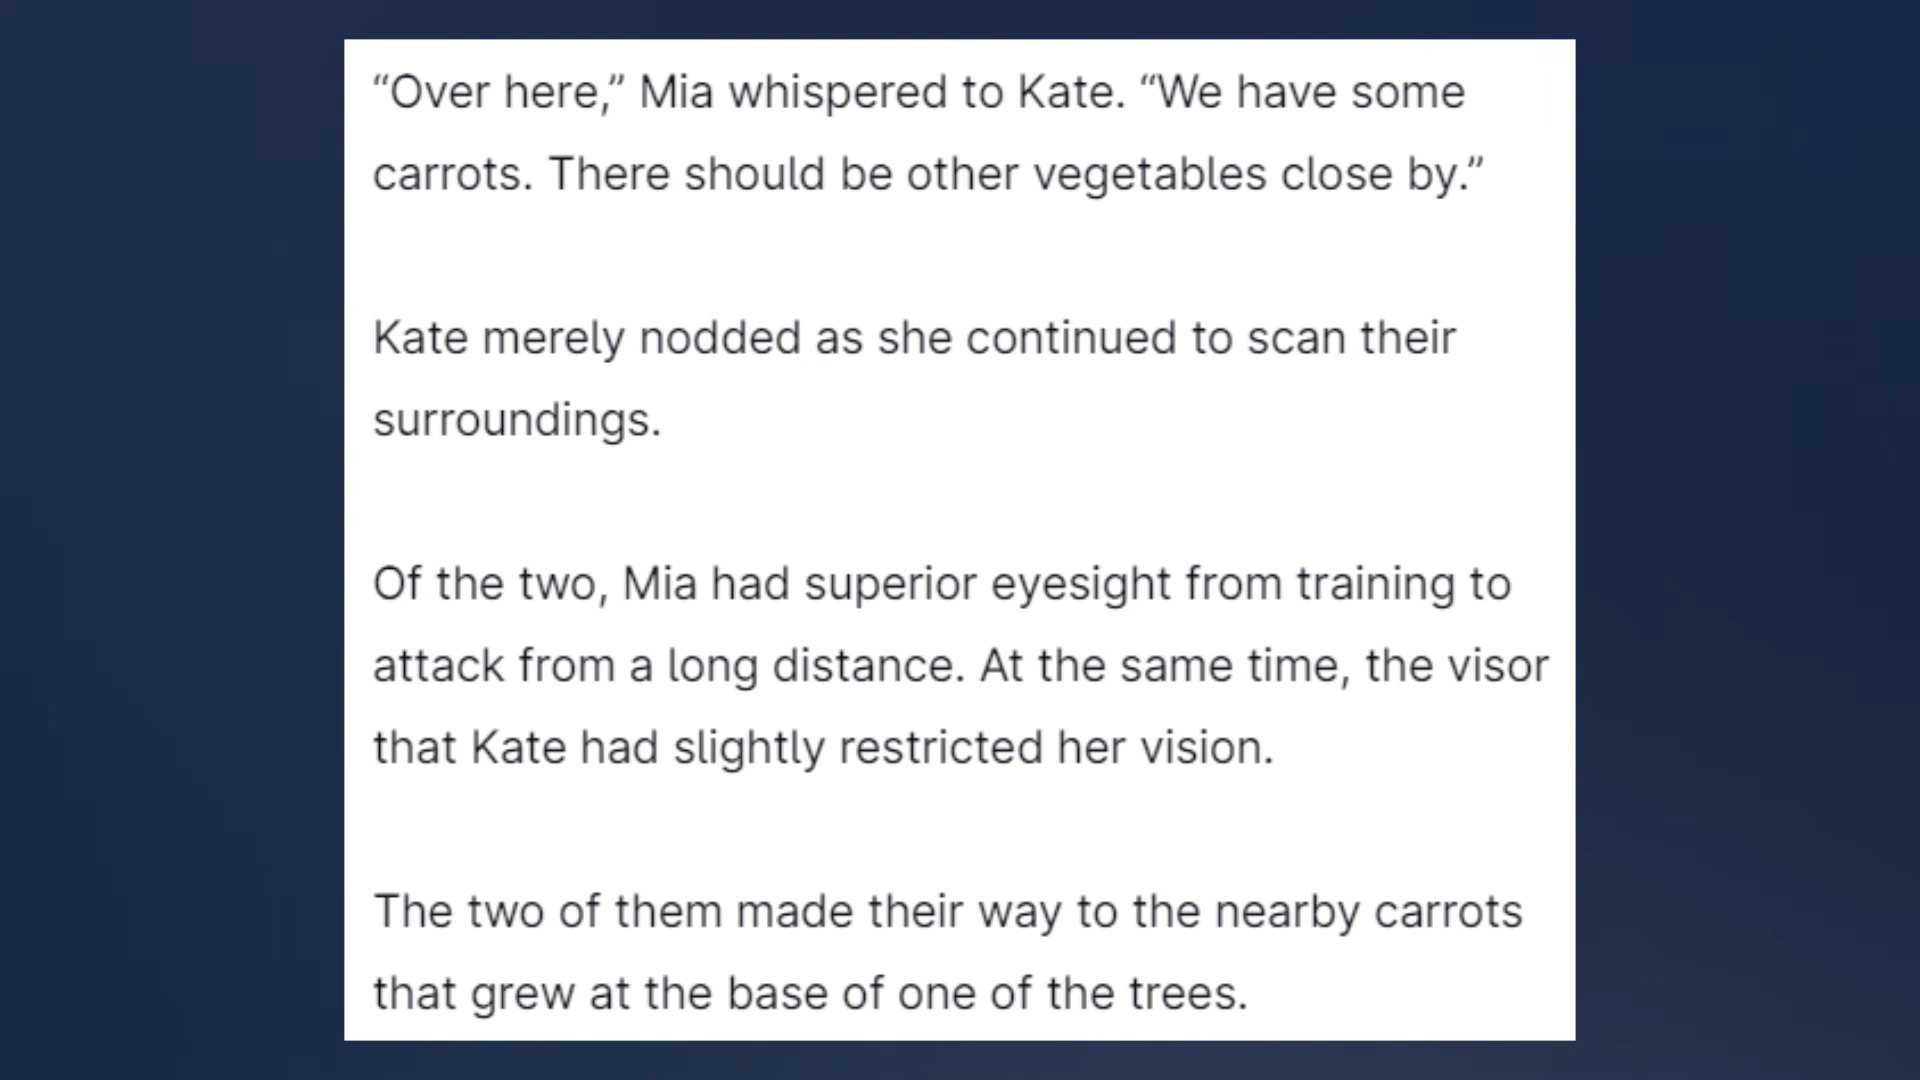 “Over here,” Mia whispered to Kate. “We have some
carrots. There should be other vegetables close by.”
Kate merely nodded as she continued to scan their
surroundings.
Of the two, Mia had superior eyesight from training to
attack from a long distance. At the same time, the visor
that Kate had slightly restricted her vision.
The two of them made their way to the nearby carrots
that grew at the base of one of the trees.